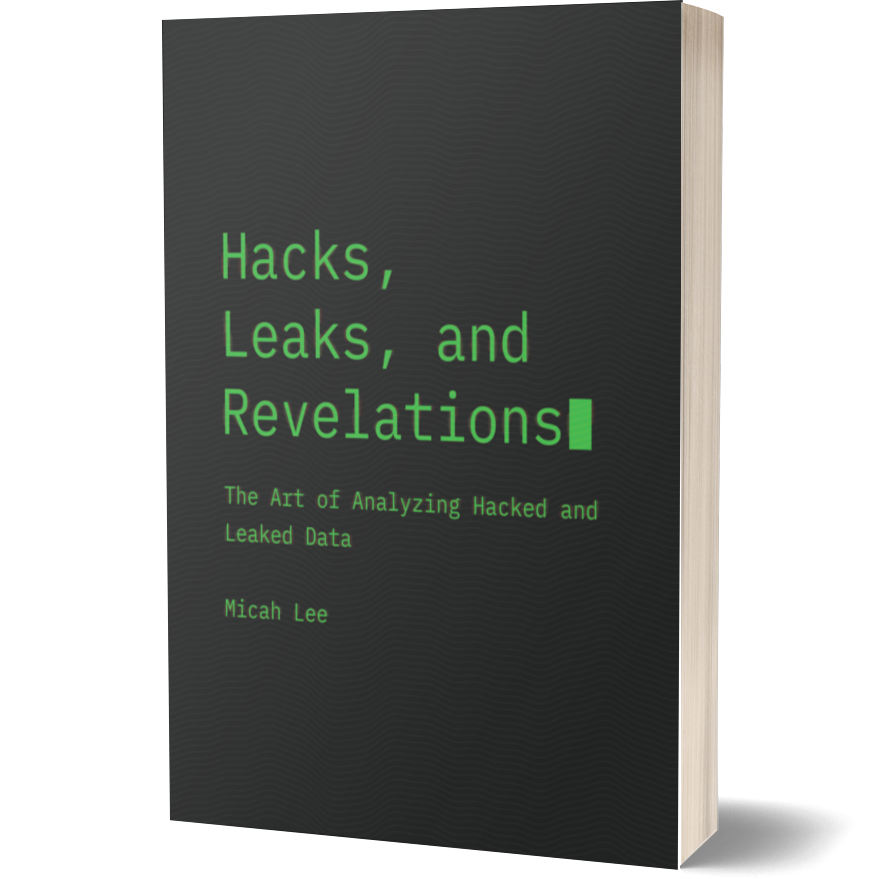 Hacks,
Leaks, and
Revelations
The Art of Analyzing Hacked and
Leaked Data
Micah Lee